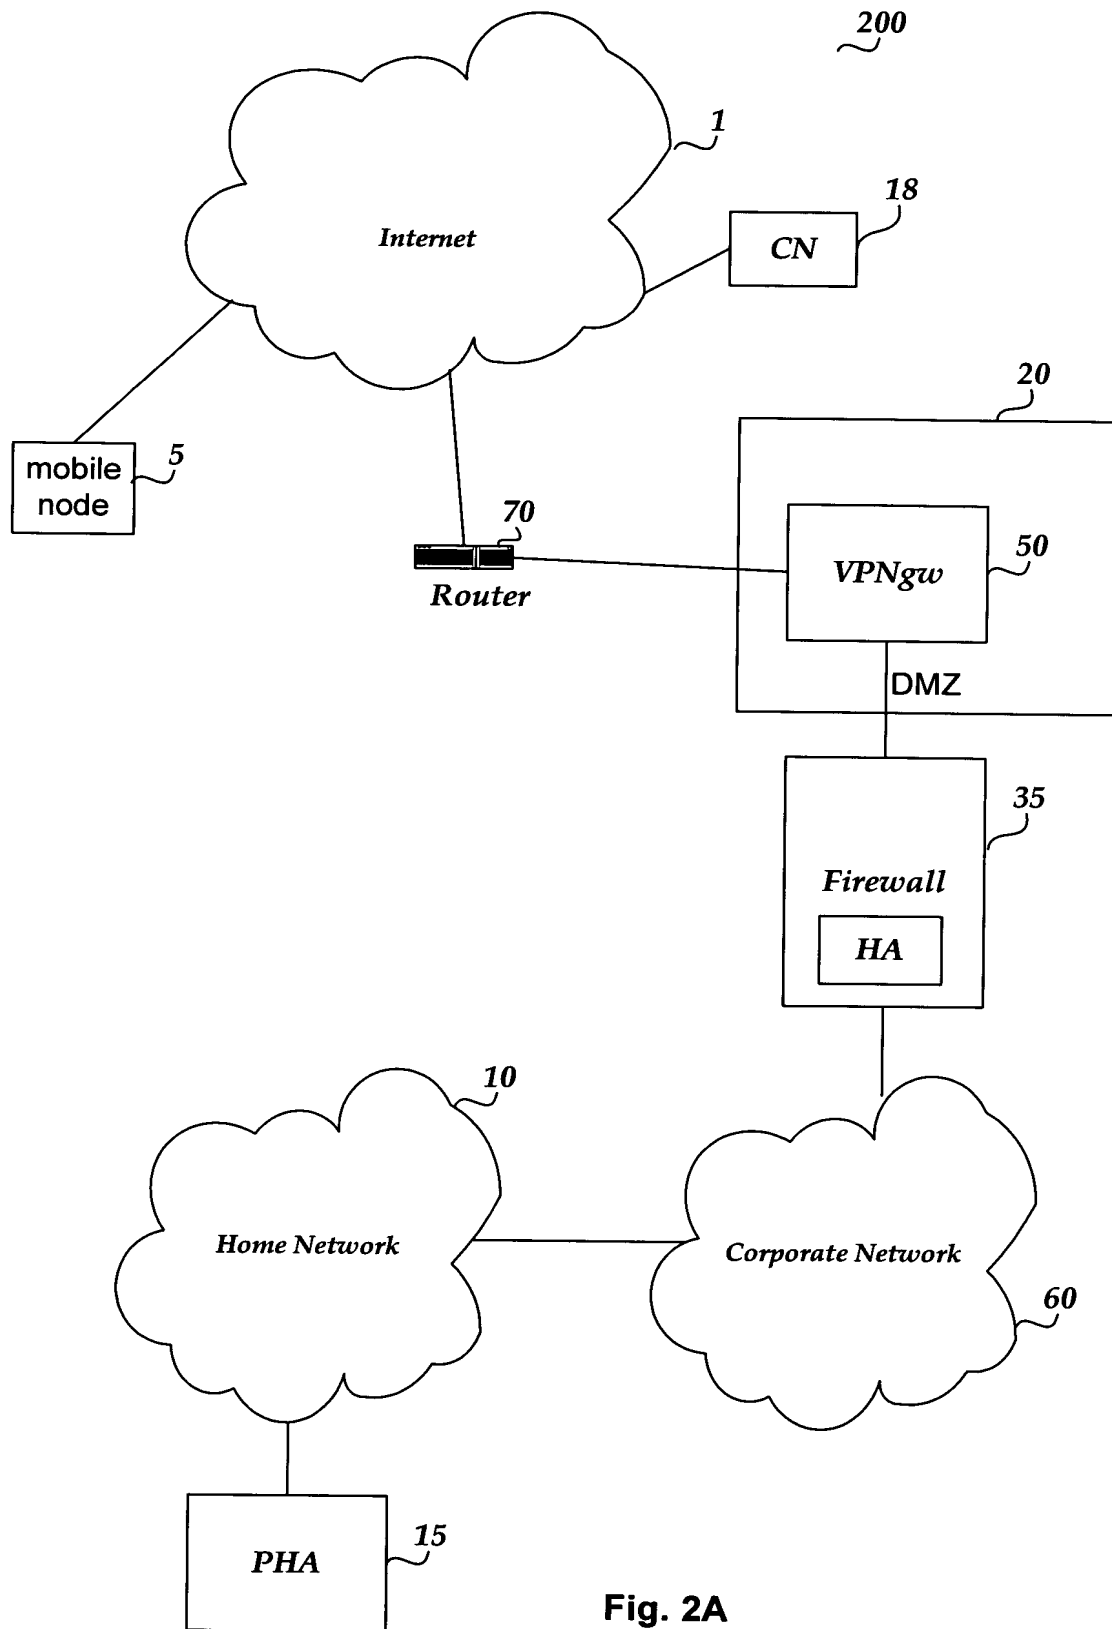 200
1
Internet
18
CN
20
5
mobile
node
70
Router
50
VPNgw
DMZ
35
Firewall
HA
10
Home Network
Corporate Network
60
15
PHA
Fig. 2A